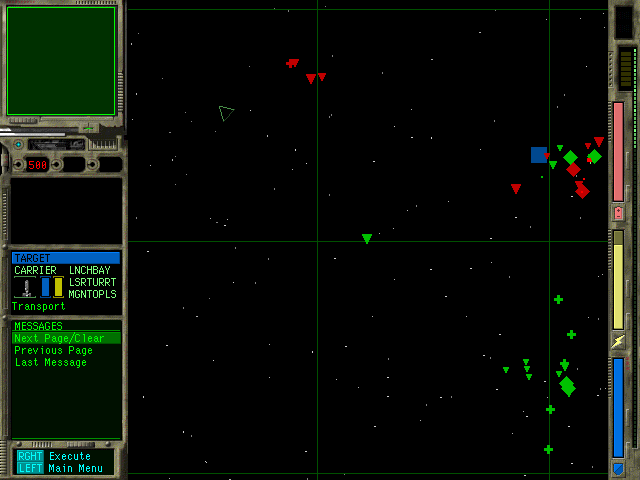 500
TARGET
CARRIER LNCHBAY
LSRTURRT
MGNTOPLS
Transport
MESSAGES
Next Page/Clear
Previous Page
Last Message
RGHT Execute
LEFT Main Menu